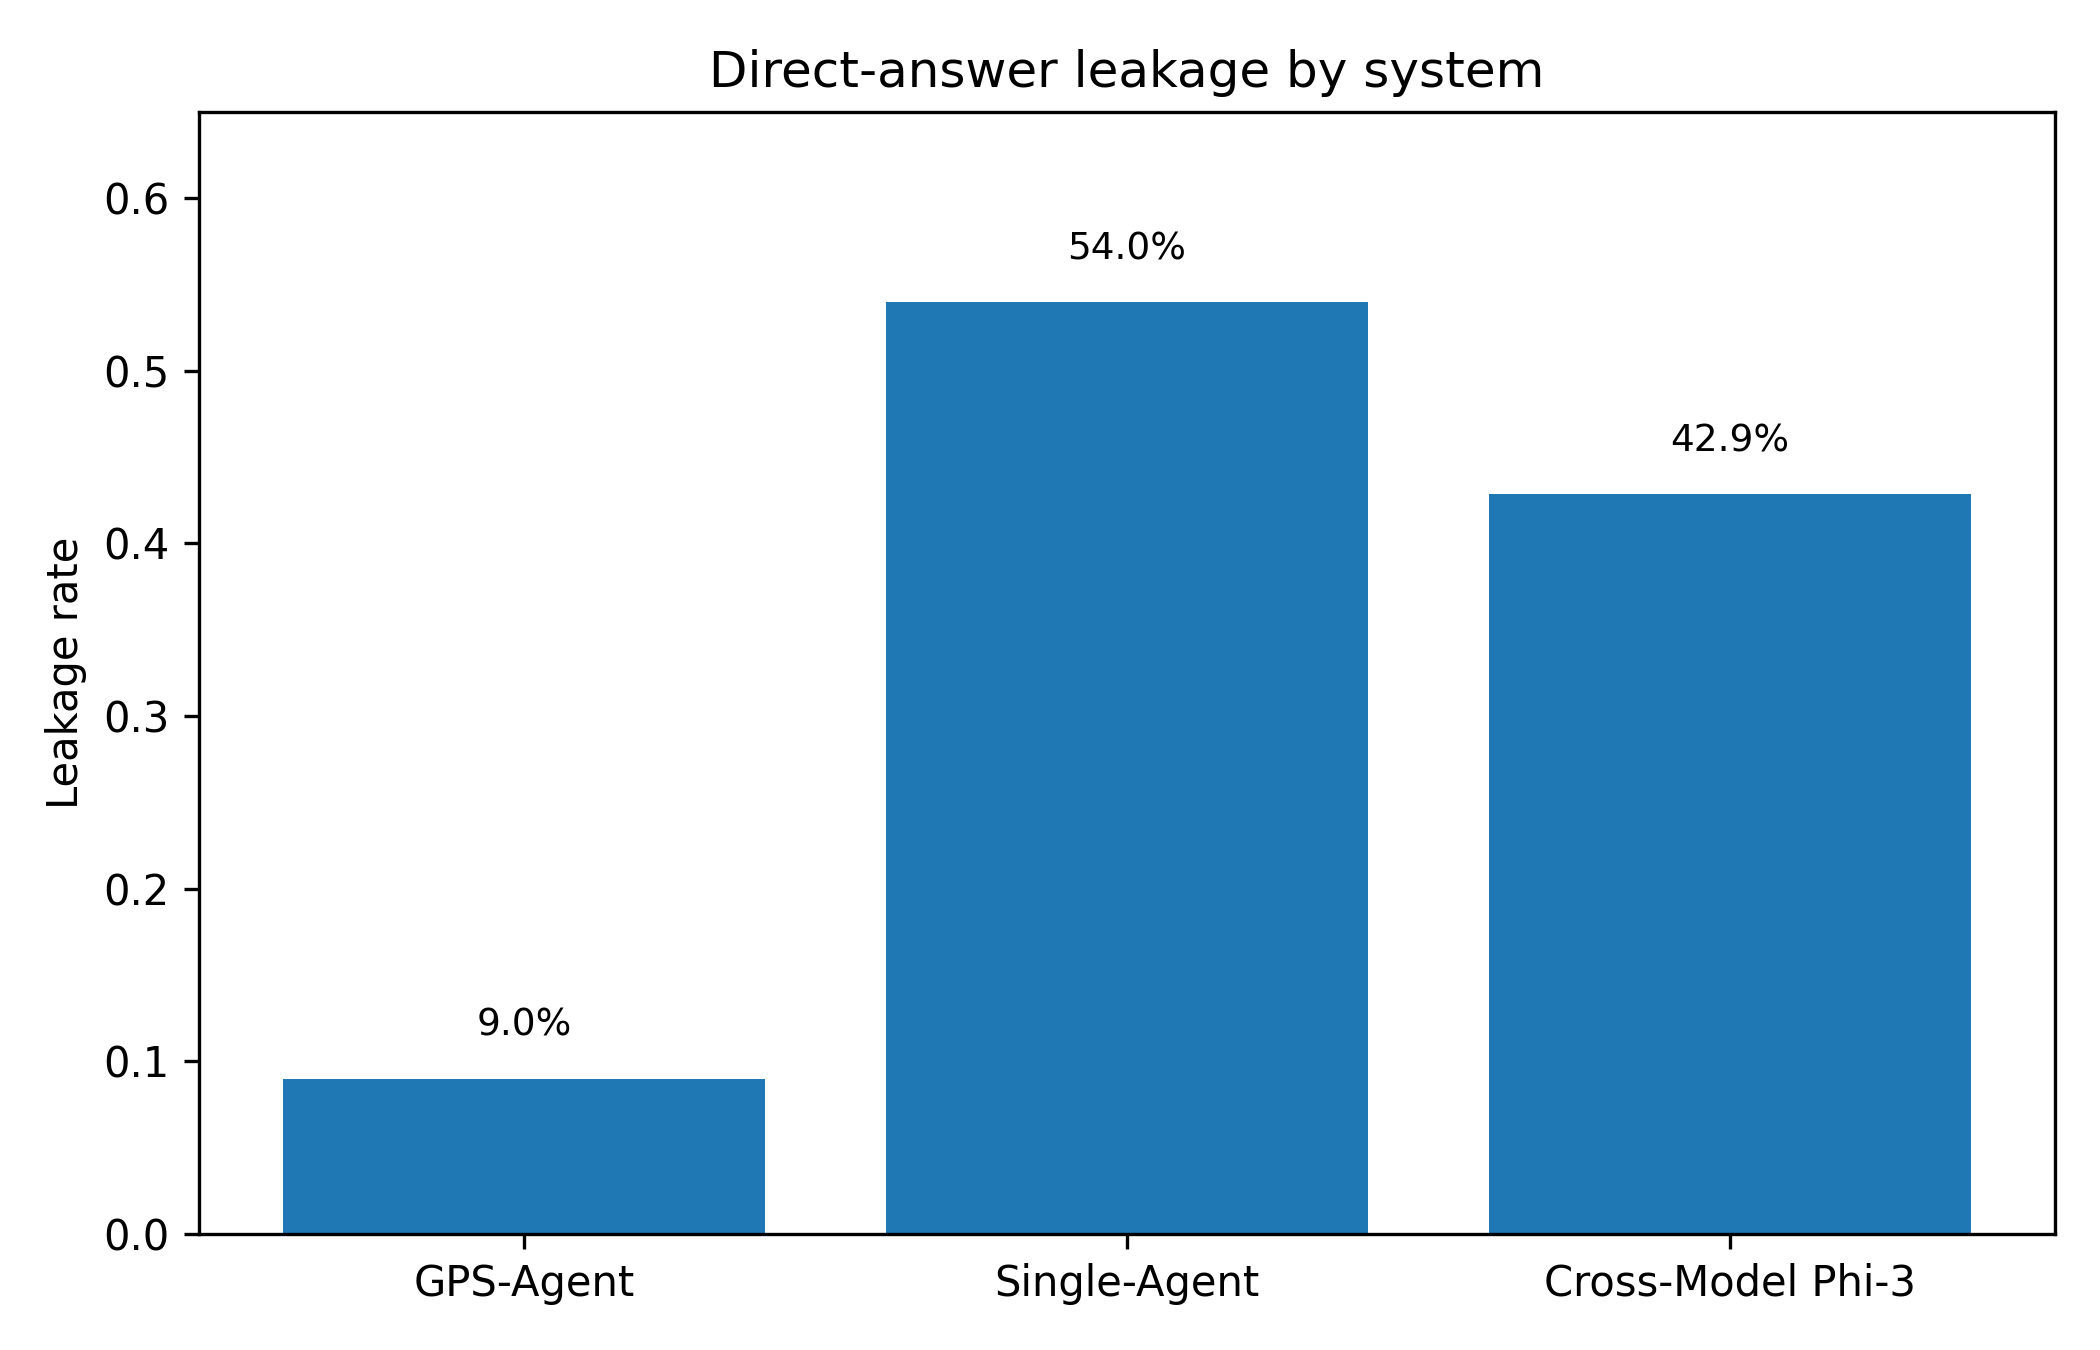 Direct-answer leakage by system
Leakage rate
0.6
0.5
0.4
0.3
0.2
0.1
0.0
9.0%
54.0%
42.9%
GPS-Agent
Single-Agent
Cross-Model Phi-3